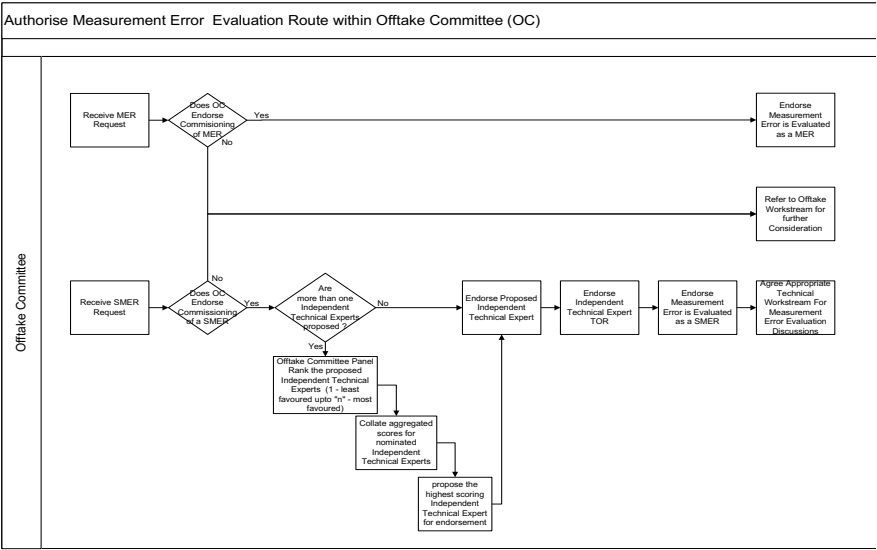 Authorise Measurement Error  Evaluation Route within Offtake Committee (OC)
Offtake Committee
Receive MER
Request
Does OC
Endorse
Commisioning
of MER
Yes
No
Endorse
Measurement
Error is Evaluated
as a MER
Refer to Offtake
Workstream for
further
Consideration
Receive SMER
Request
No
Does OC
Endorse
Commissioning
of a SMER
Yes
Are
more than one
Independent
Technical Experts
proposed ?
No
Yes
Endorse Proposed
Independent
Technical Expert
Endorse
Independent
Technical Expert
TOR
Endorse
Measurement
Error is Evaluated
as a SMER
Agree Appropriate
Technical
Workstream For
Measurement
Error Evaluation
Discussions
Offtake Committee Panel
Rank the proposed
Independent Technical
Experts  (1 - least
favoured upto "n" - most
favoured)
Collate aggregated
scores for
nominated
Independent
Technical Experts
propose the
highest scoring
Independent
Technical Expert
for endorsement